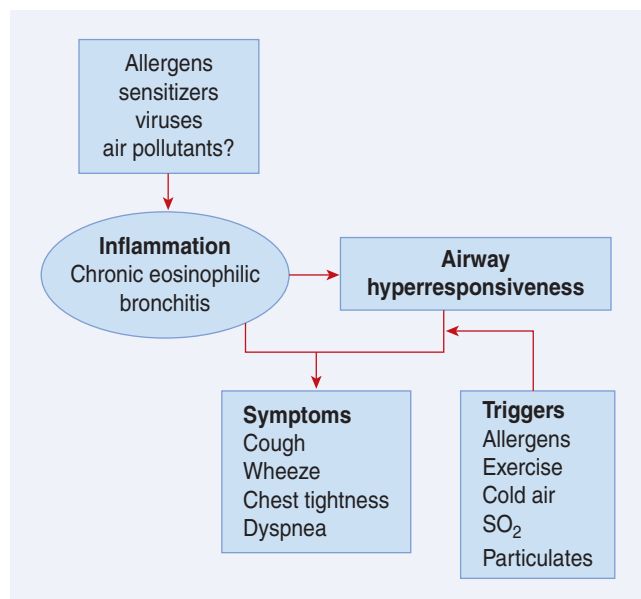 Allergens
sensitizers
viruses
air pollutants?
Inflammation
Chronic eosinophilic
bronchitis
Airway
hyperresponsiveness
Symptoms
Cough
Wheeze
Chest tightness
Dyspnea
Triggers
Allergens
Exercise
Cold air
SO₂
Particulates